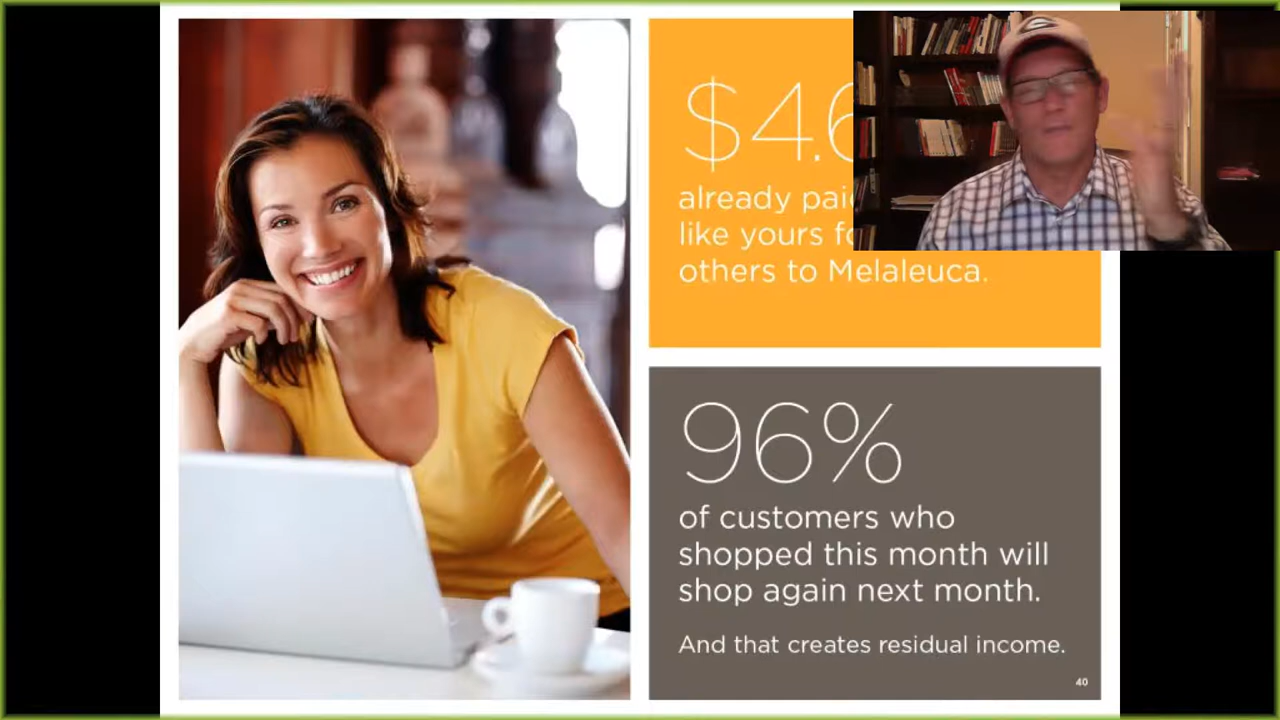 $4.6
already
like yours
others to Melaleuca.
96%
of customers who
shopped this month will
shop again next month.
And that creates residual income.
40